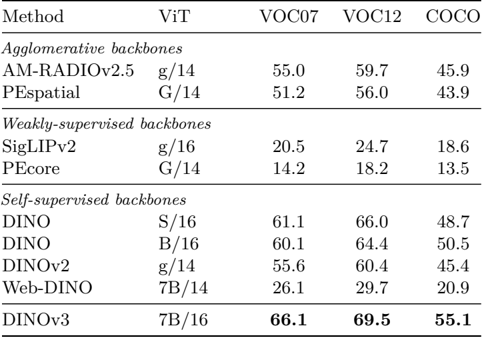 Method ViT VOC07 VOC12 COCO
Agglomerative backbones
AM-RADIOv2.5 g/14 55.0 59.7 45.9
PEspatial G/14 51.2 56.0 43.9
Weakly-supervised backbones
SigLIPv2 g/16 20.5 24.7 18.6
PEcore G/14 14.2 18.2 13.5
Self-supervised backbones
DINO S/16 61.1 66.0 48.7
DINO B/16 60.1 64.4 50.5
DINOv2 g/14 55.6 60.4 45.4
Web-DINO 7B/14 26.1 29.7 20.9
DINOv3 7B/16 66.1 69.5 55.1